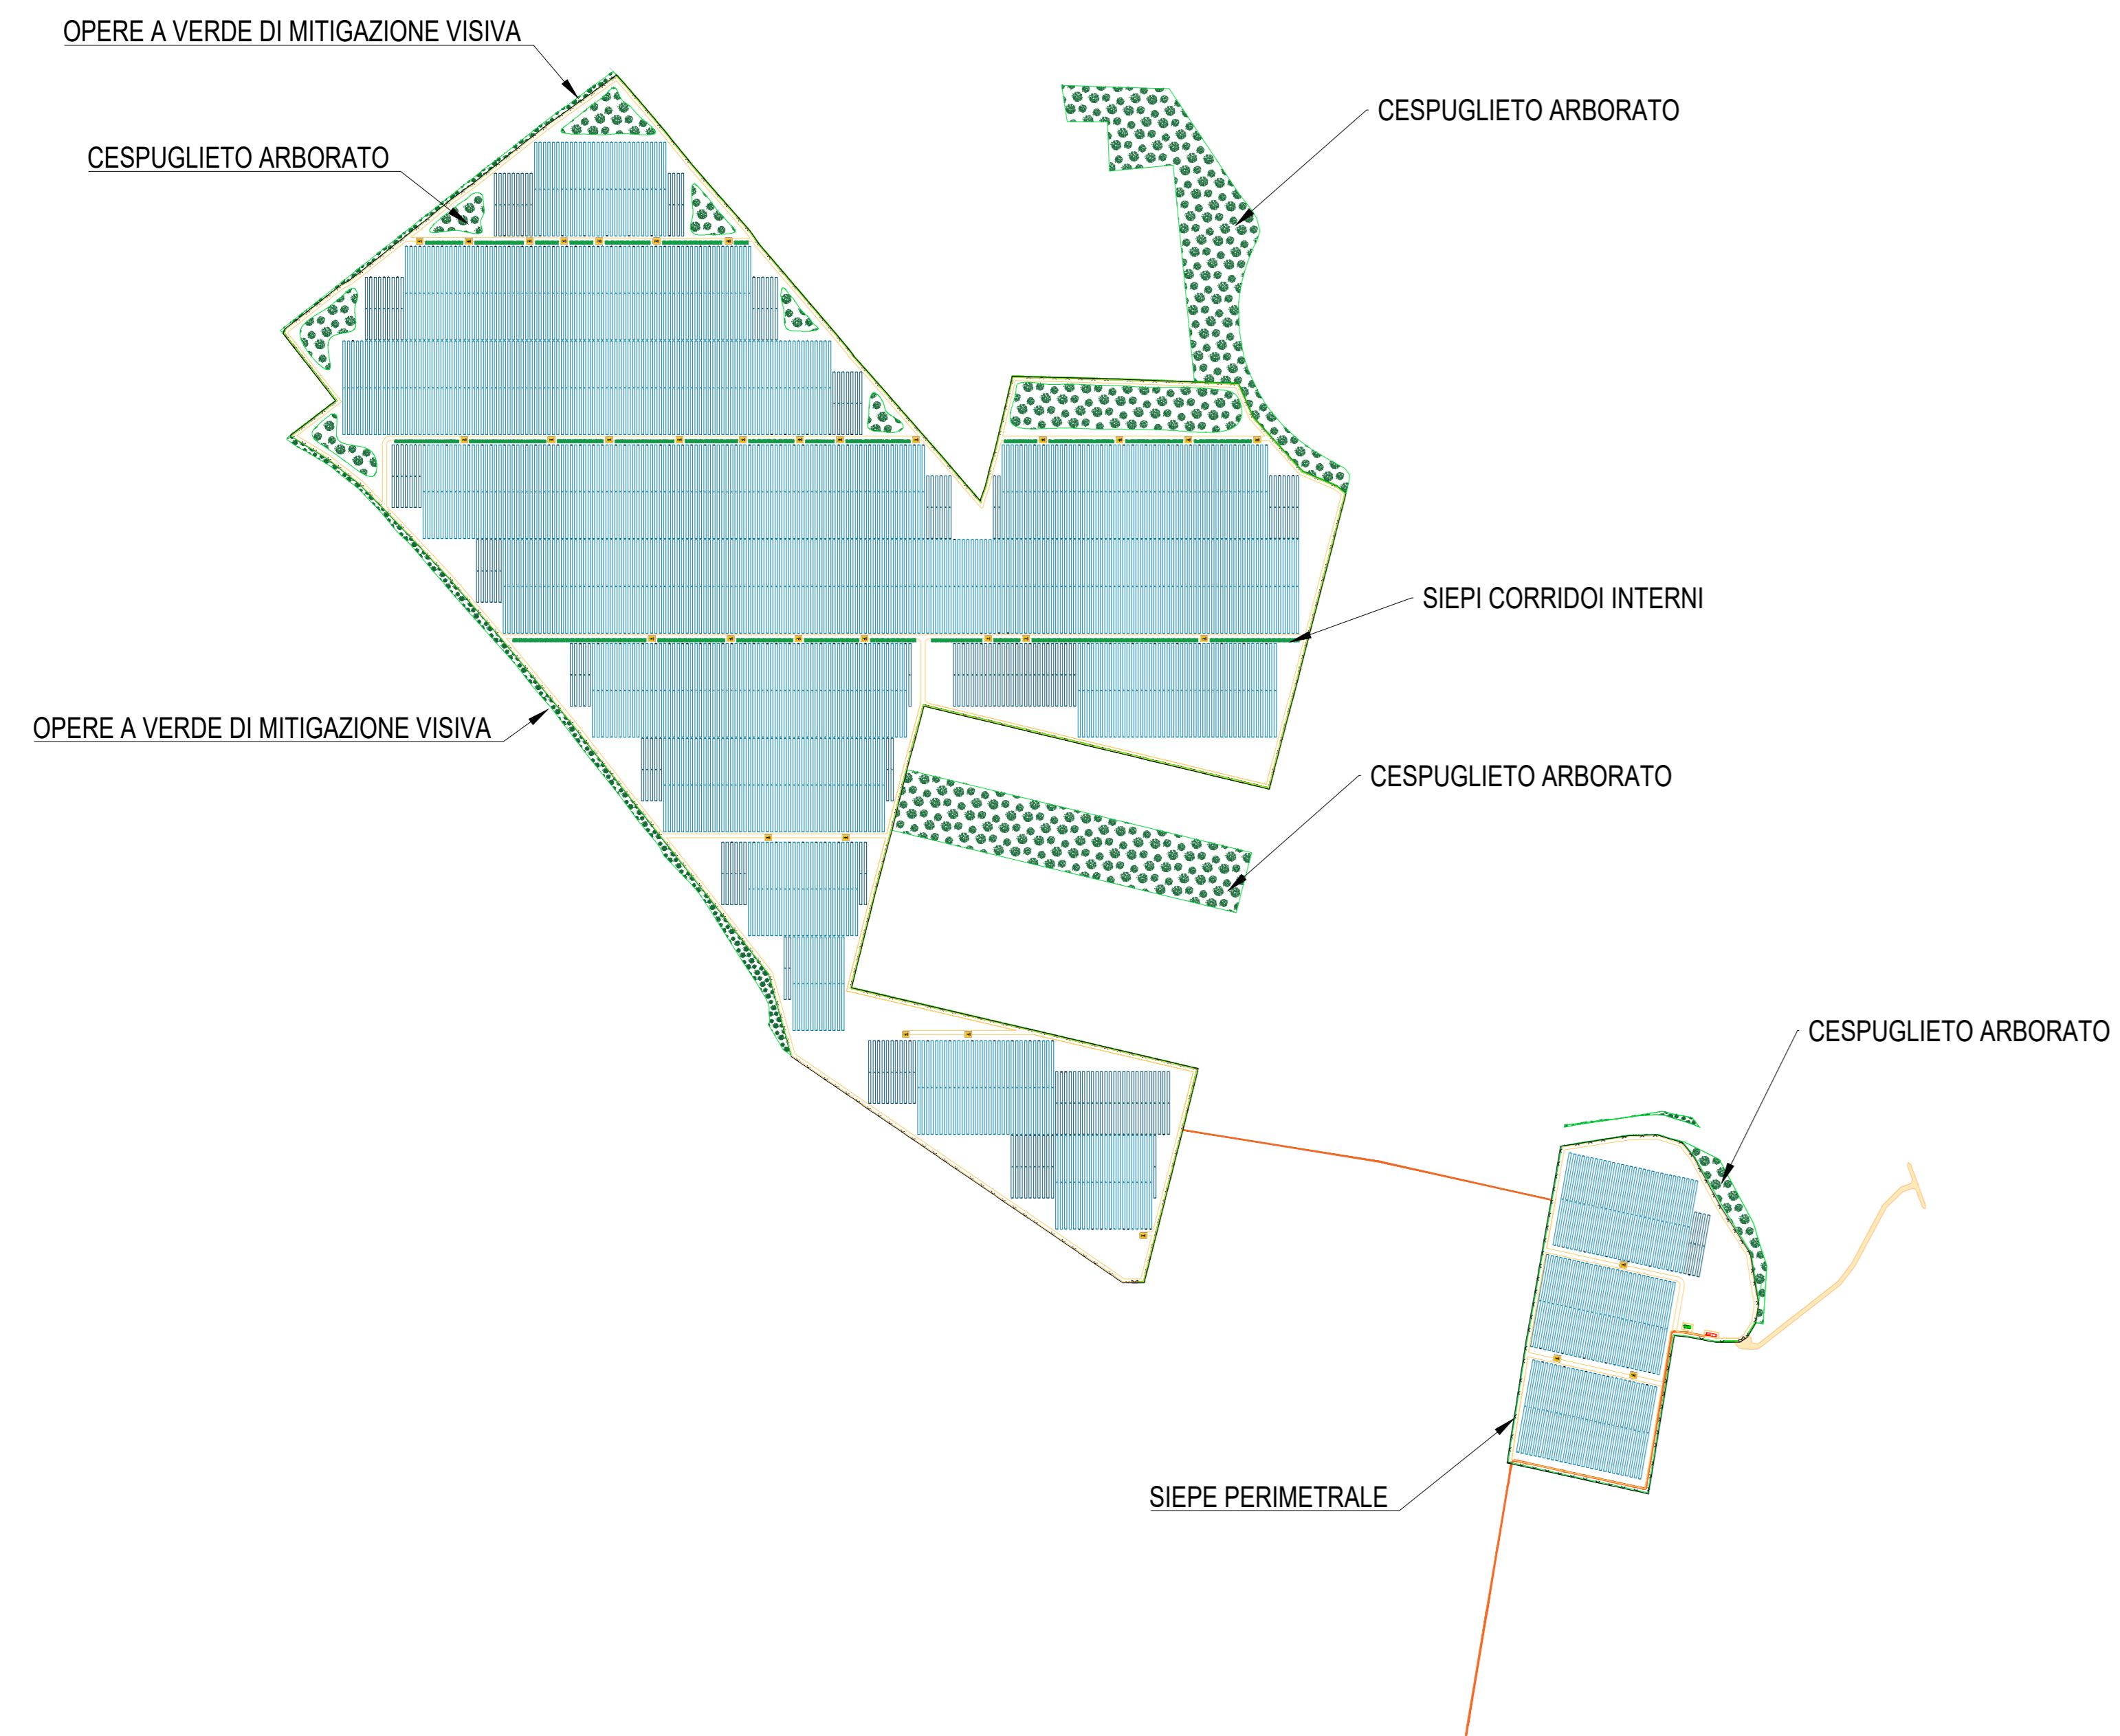 OPERE A VERDE DI MITIGAZIONE VISIVA
CESPUGLIETO ARBORATO
CESPUGLIETO ARBORATO
SIEPI CORRIDOI INTERNI
OPERE A VERDE DI MITIGAZIONE VISIVA
CESPUGLIETO ARBORATO
CESPUGLIETO ARBORATO
SIEPE PERIMETRALE